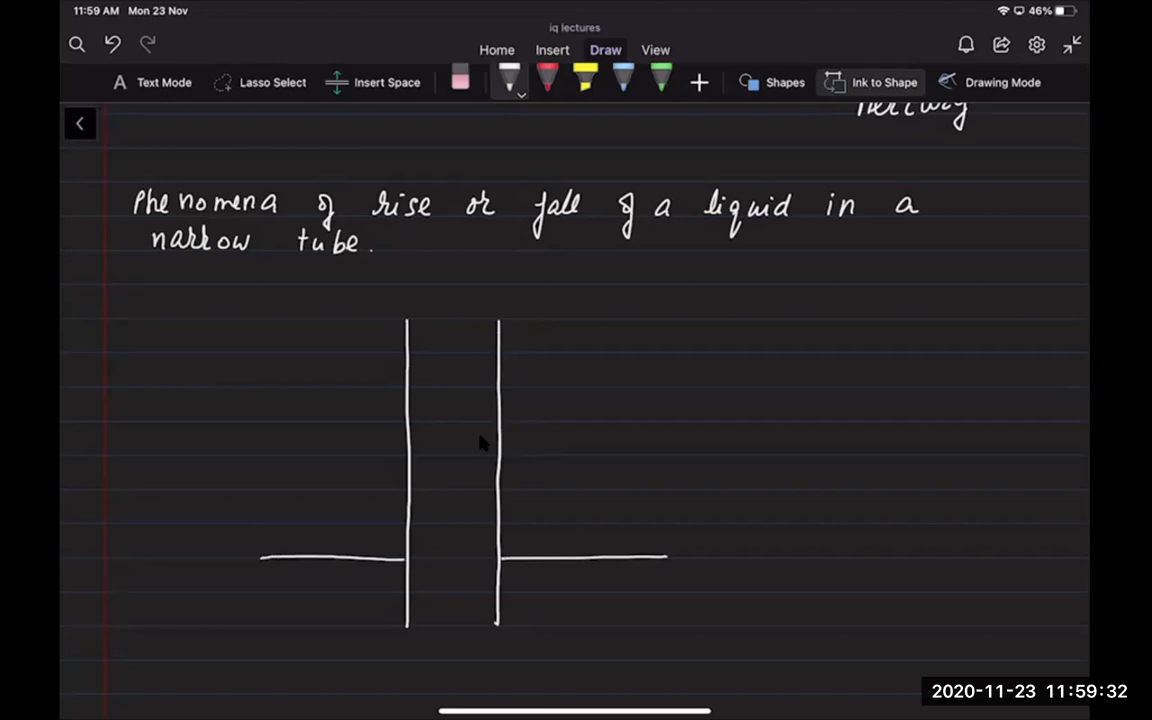 11:59 AM Mon 23 Nov
46%
iq lectures
Home Insert Draw View
Text Mode Lasso Select Insert Space Shapes Ink to Shape Drawing Mode
Mercury
Phenomena of rise or fall of a liquid in a
narrow tube.
2020-11-23 11:59:32